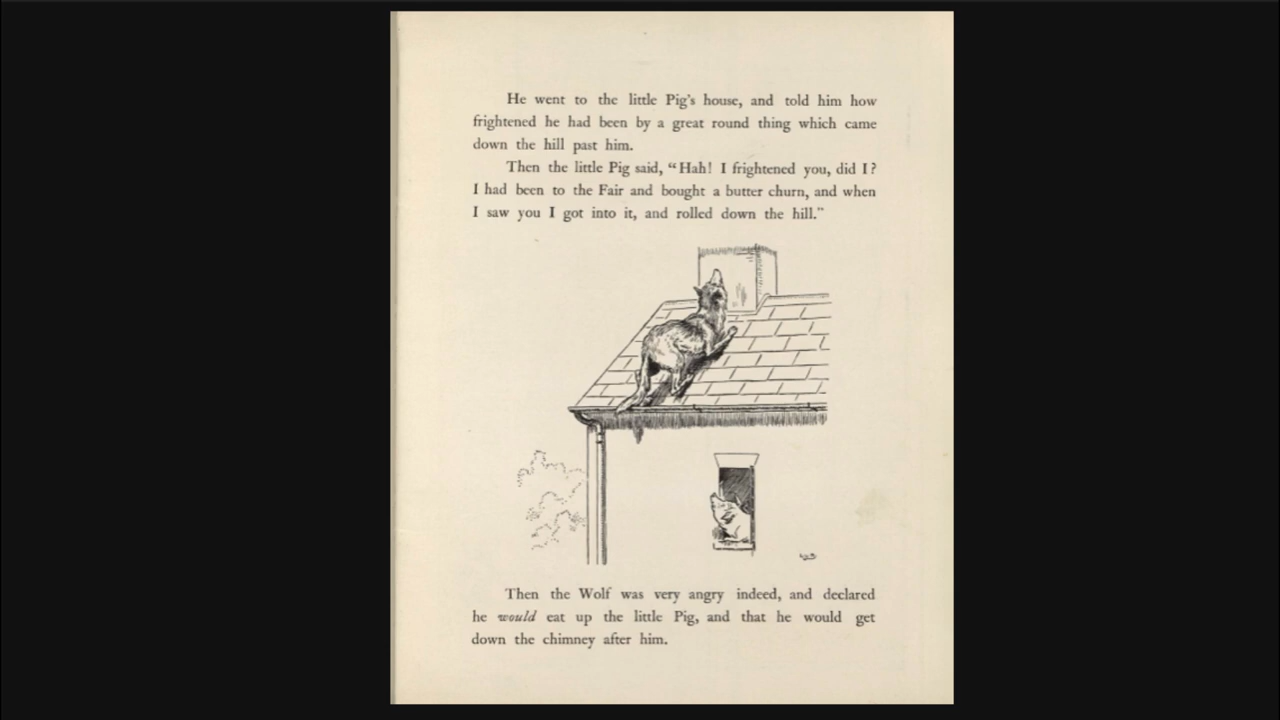 He went to the little Pig's house, and told him how
frightened he had been by a great round thing which came
down the hill past him.
Then the little Pig said, “Hah! I frightened you, did I?
I had been to the Fair and bought a butter churn, and when
I saw you I got into it, and rolled down the hill.”
Then the Wolf was very angry indeed, and declared
he would eat up the little Pig, and that he would get
down the chimney after him.